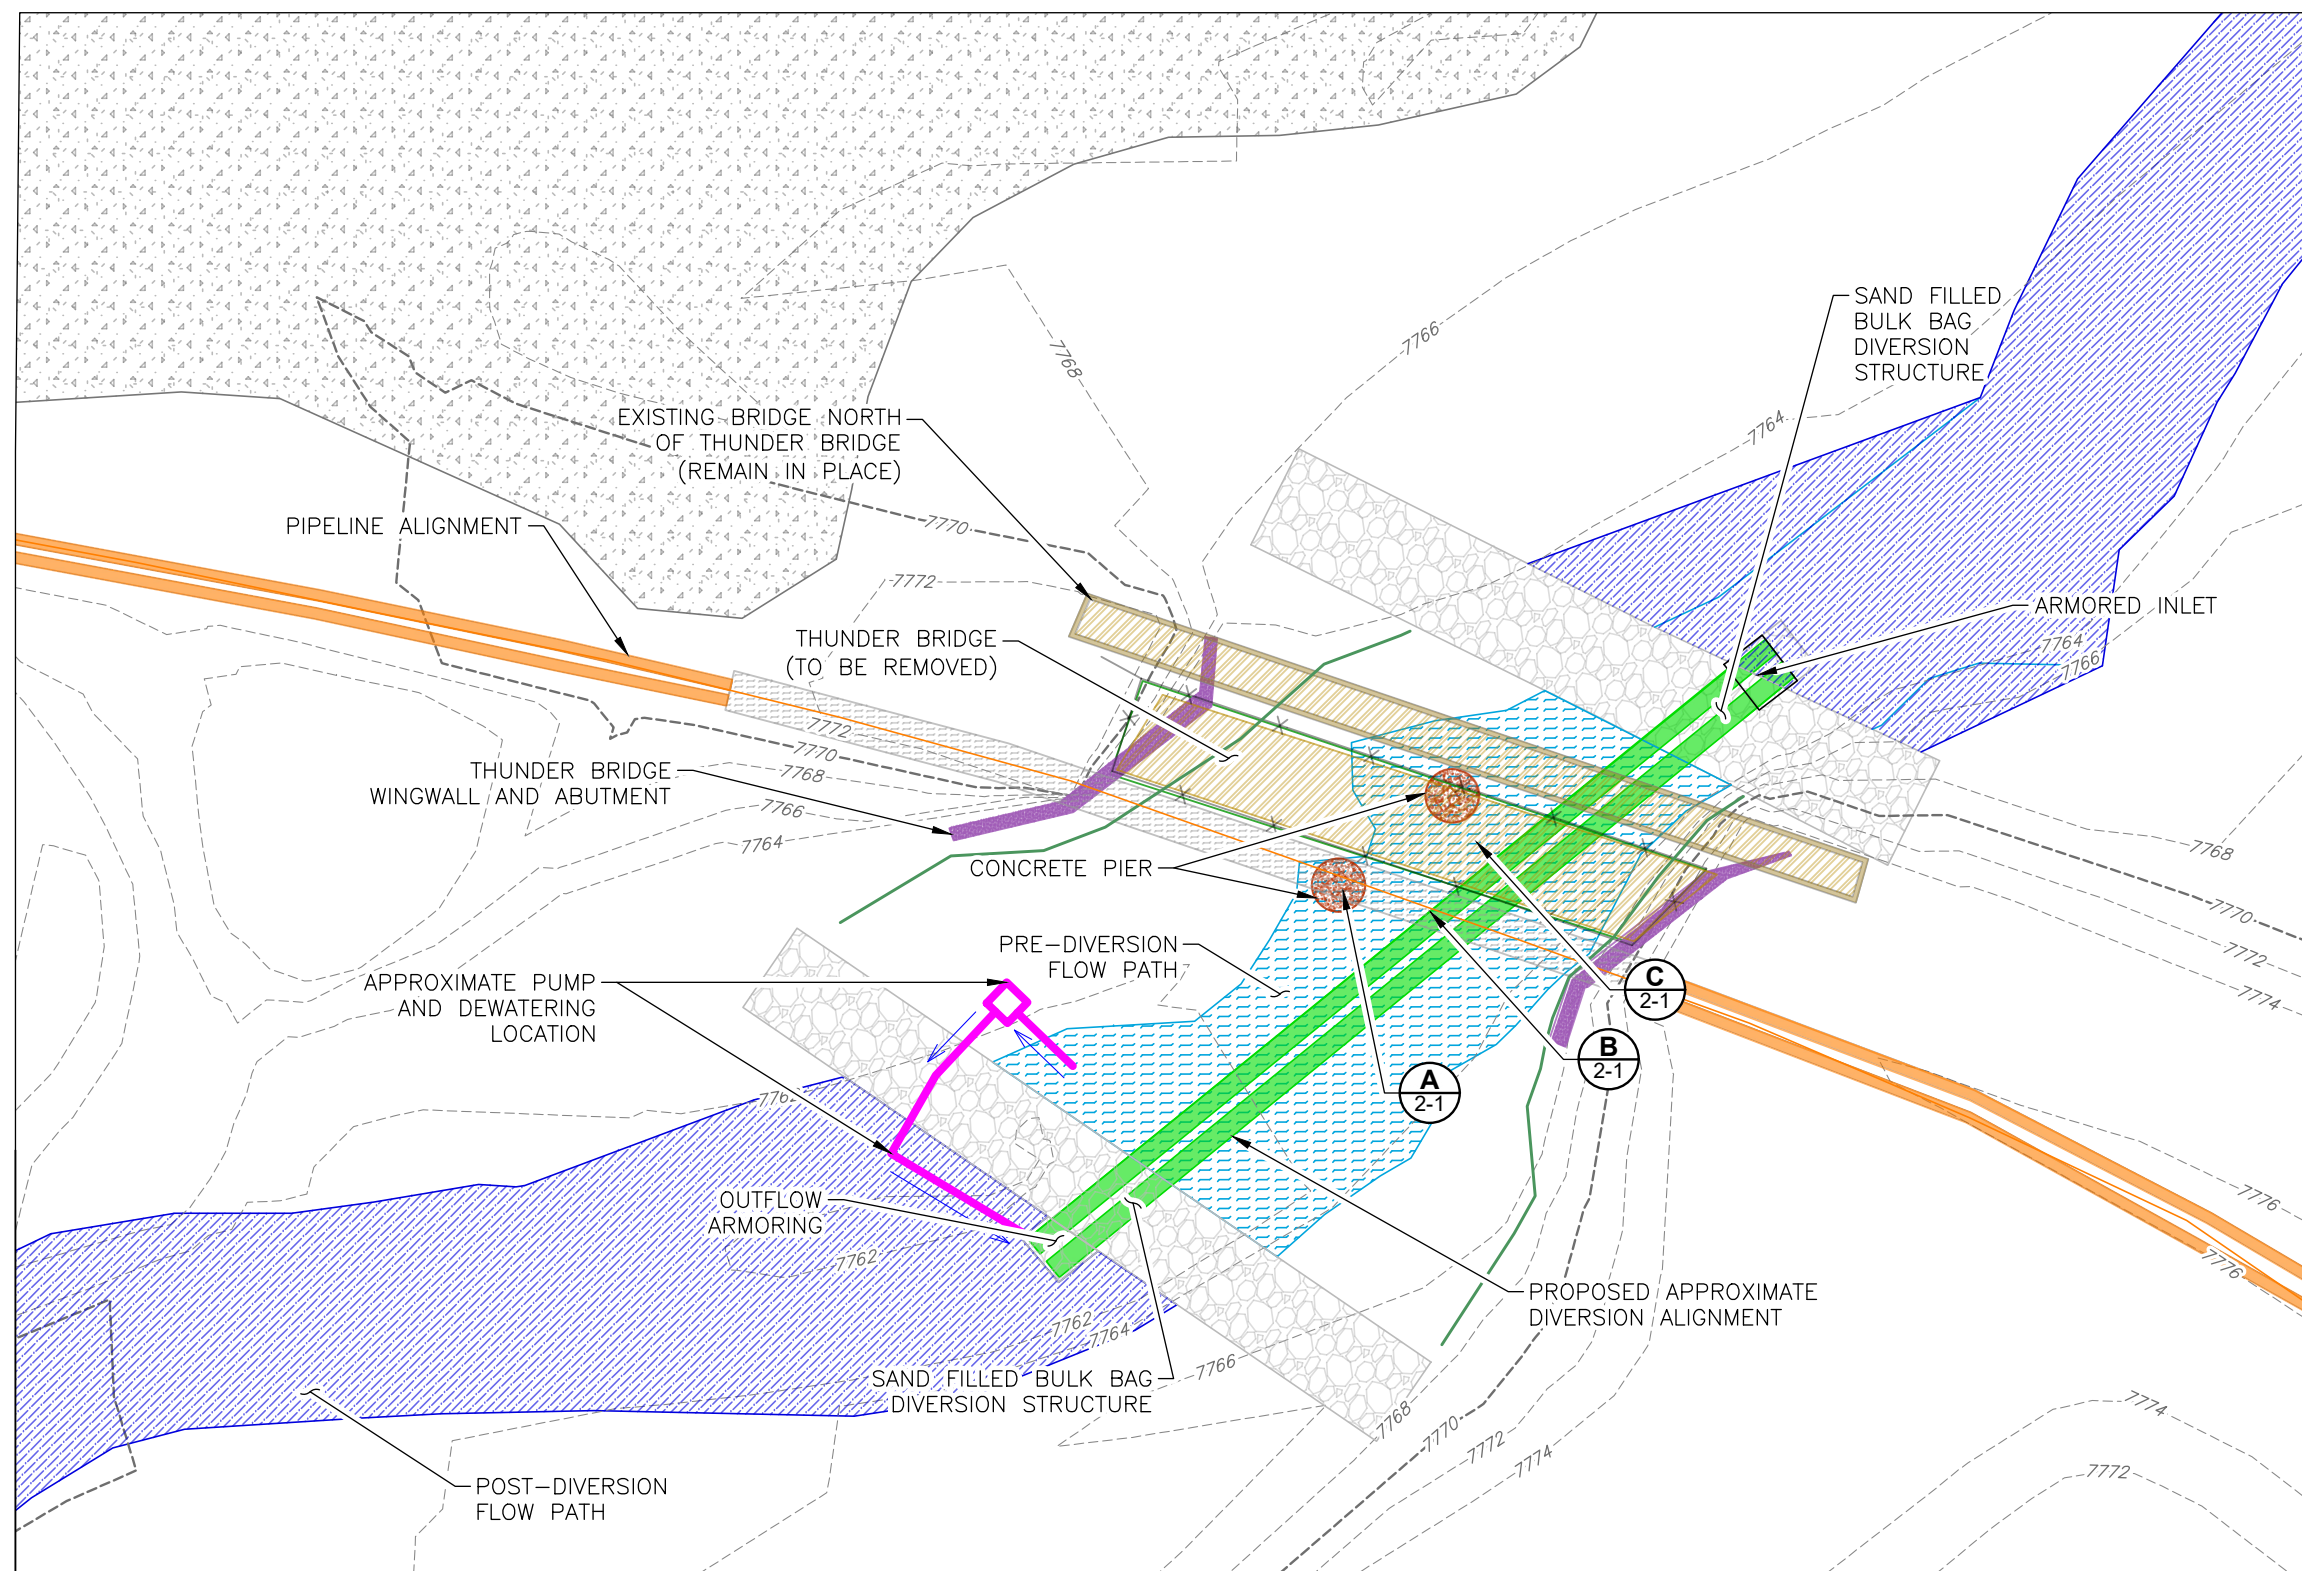 SAND FILLED
BULK BAG
DIVERSION
STRUCTURE
7766
7768
7764
EXISTING BRIDGE NORTH
OF THUNDER BRIDGE
(REMAIN IN PLACE)
PIPELINE ALIGNMENT
7770
7772
ARMORED INLET
THUNDER BRIDGE
(TO BE REMOVED)
7764
7766
7772
7770
7768
THUNDER BRIDGE
WINGWALL AND ABUTMENT
7766
7764
7768
CONCRETE PIER
7770
7772
7774
PRE-DIVERSION
FLOW PATH
APPROXIMATE PUMP
AND DEWATERING
LOCATION
C
2-1
B
2-1
A
2-1
7762
OUTFLOW
ARMORING
7776
7762
7776
PROPOSED APPROXIMATE
DIVERSION ALIGNMENT
7762
7764
7766
SAND FILLED BULK BAG
DIVERSION STRUCTURE
7768
7770
7772
7774
7774
7772
POST-DIVERSION
FLOW PATH